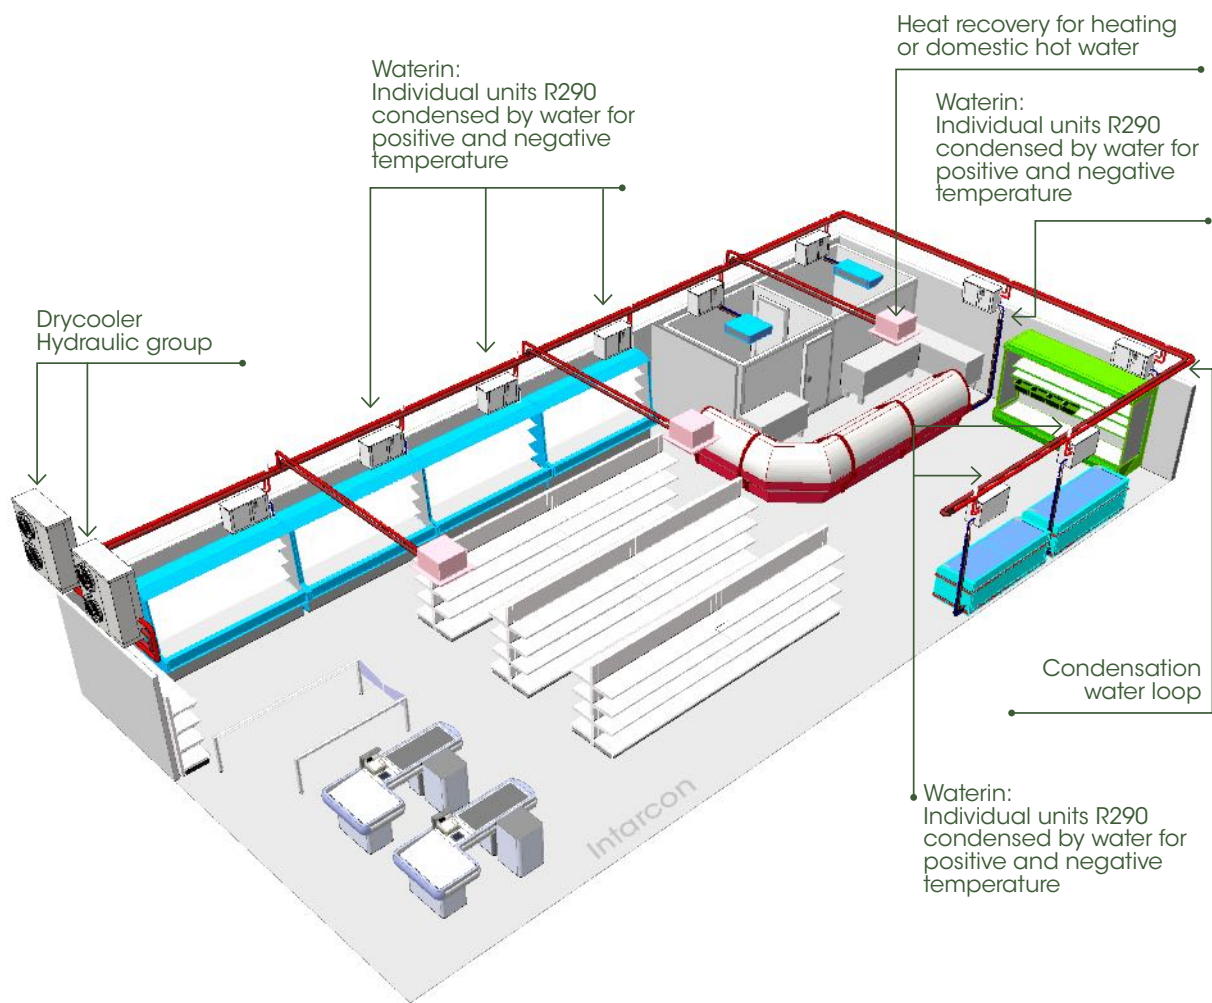 Heat recovery for heating
or domestic hot water
Waterin:
Individual units R290
condensed by water for
positive and negative
temperature
Waterin:
Individual units R290
condensed by water for
positive and negative
temperature
Drycooler
Hydraulic group
Condensation
water loop
Waterin:
Individual units R290
condensed by water for
positive and negative
temperature
Intarcon